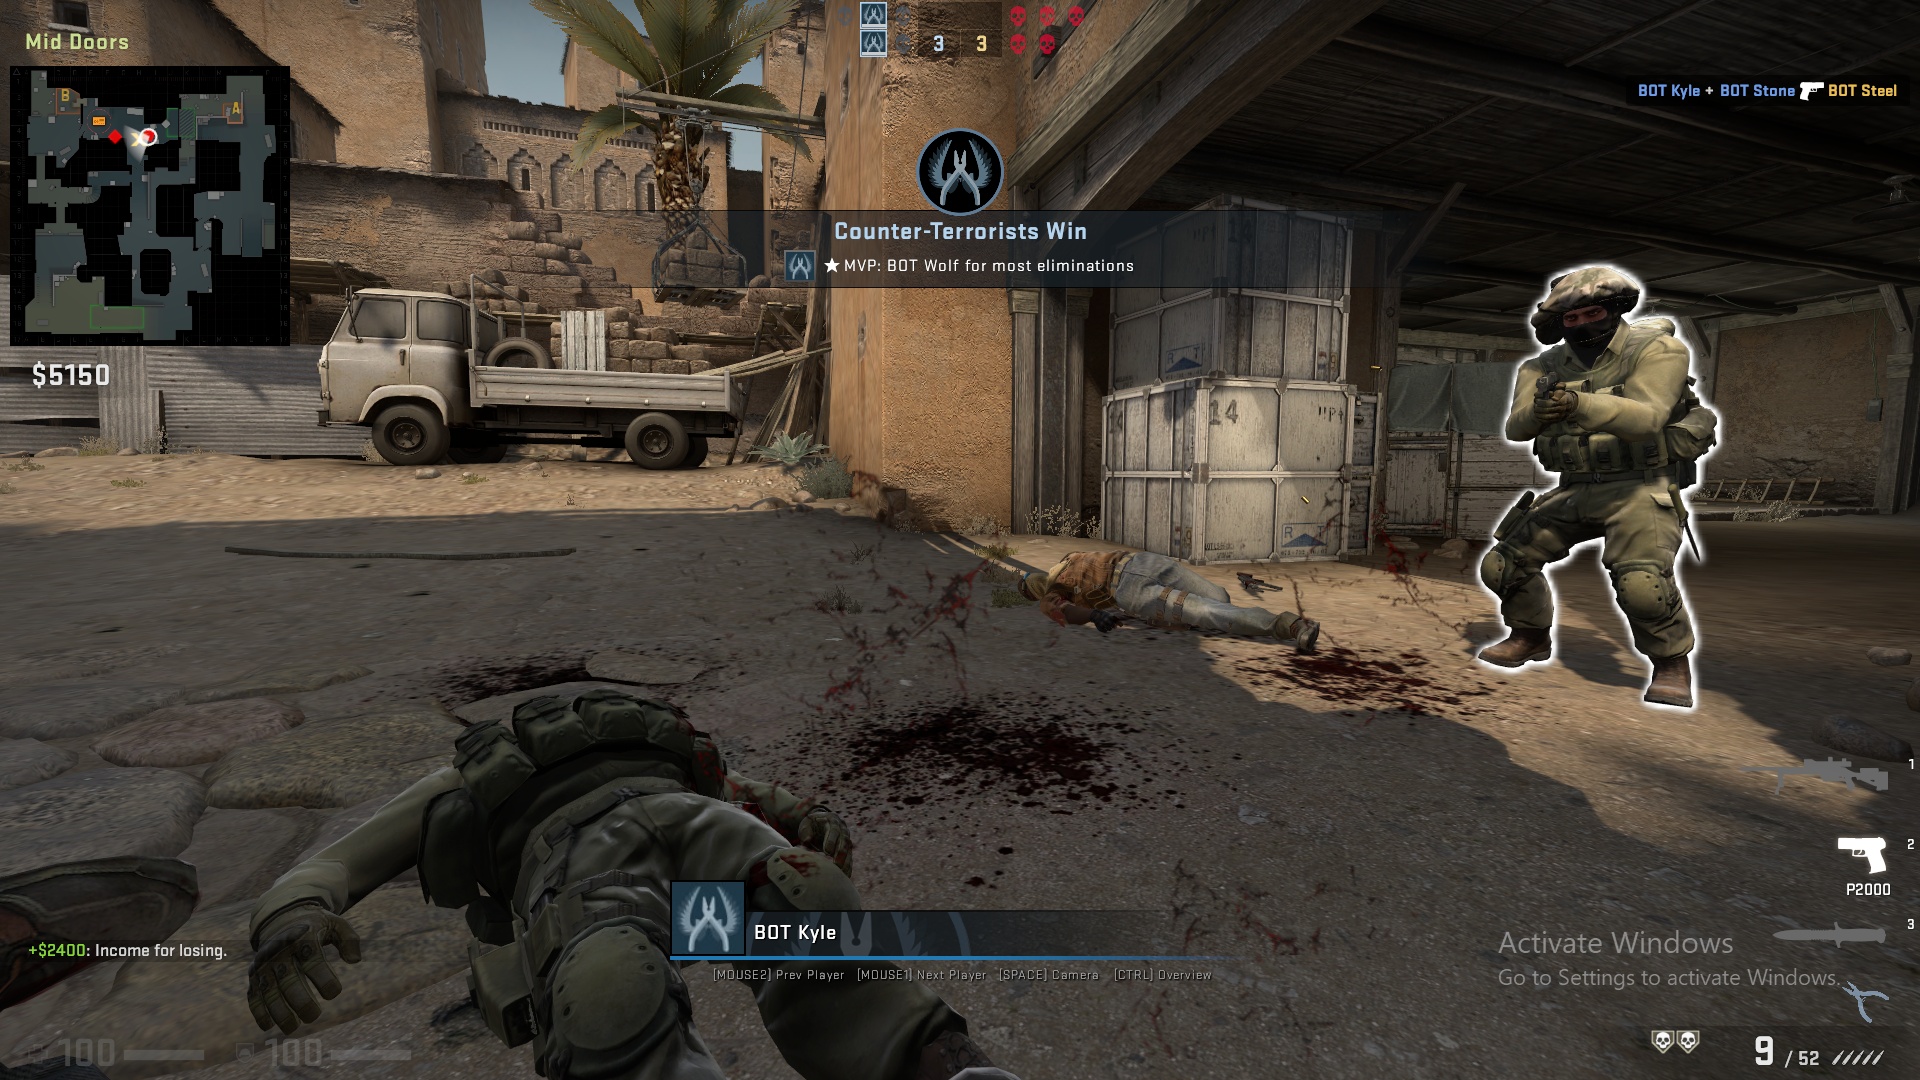 Mid Doors
B
A
3 3
BOT Kyle + BOT Stone BOT Steel
Counter-Terrorists Win
MVP: BOT Wolf for most eliminations
$5150
14
1
2
P2000
3
BOT Kyle
+$2400: Income for losing.
[MOUSE2] Prev Player [MOUSE1] Next Player [SPACE] Camera [CTRL] Overview
Activate Windows
Go to Settings to activate Windows.
100 100
9 / 52